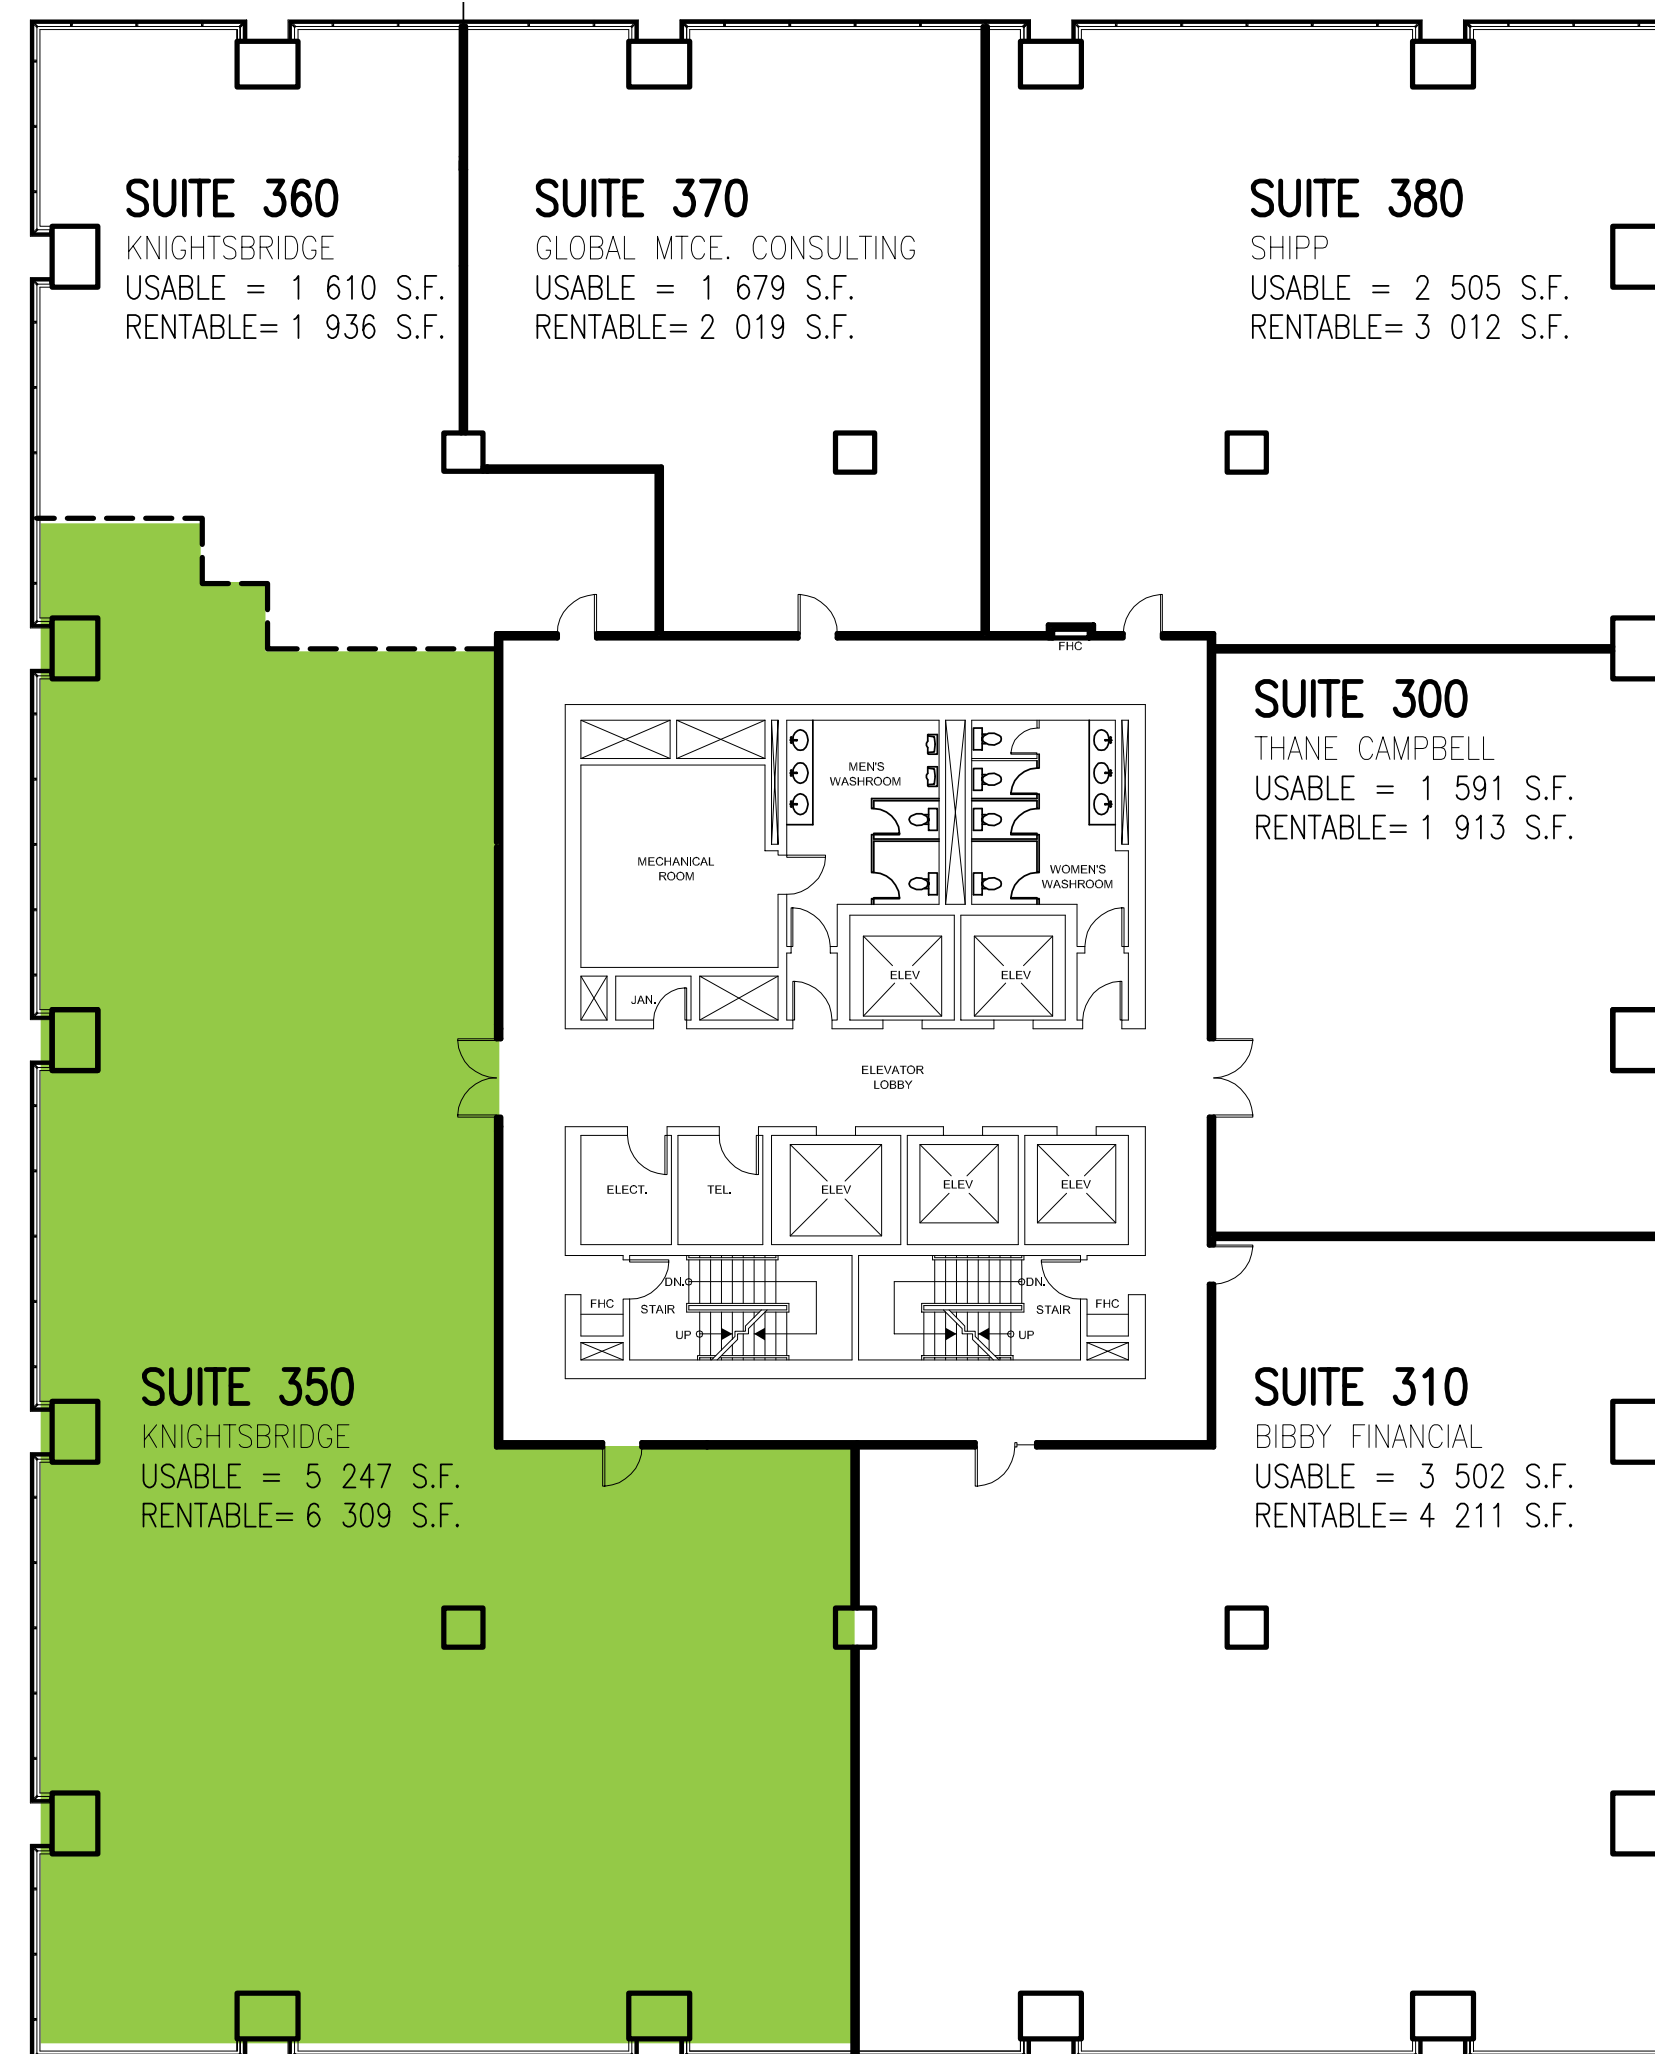 SUITE 360
KNIGHTSBRIDGE
USABLE = 1 610 S.F.
RENTABLE= 1 936 S.F.
SUITE 370
GLOBAL MTCE. CONSULTING
USABLE = 1 679 S.F.
RENTABLE= 2 019 S.F.
SUITE 380
SHIPP
USABLE = 2 505 S.F.
RENTABLE= 3 012 S.F.
FHC
SUITE 300
THANE CAMPBELL
USABLE = 1 591 S.F.
RENTABLE= 1 913 S.F.
MEN'S
WASHROOM
MECHANICAL
ROOM
WOMEN'S
WASHROOM
ELEV
ELEV
JAN.
ELEVATOR
LOBBY
ELECT.
TEL.
ELEV
ELEV
ELEV
DN.
DN.
FHC
STAIR
STAIR
FHC
UP
UP
SUITE 350
KNIGHTSBRIDGE
USABLE = 5 247 S.F.
RENTABLE= 6 309 S.F.
SUITE 310
BIBBY FINANCIAL
USABLE = 3 502 S.F.
RENTABLE= 4 211 S.F.